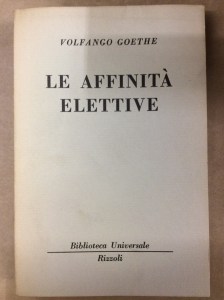 VOLFANGO GOETHE
LE AFFINITÀ
ELETTIVE
Biblioteca Universale
Rizzoli